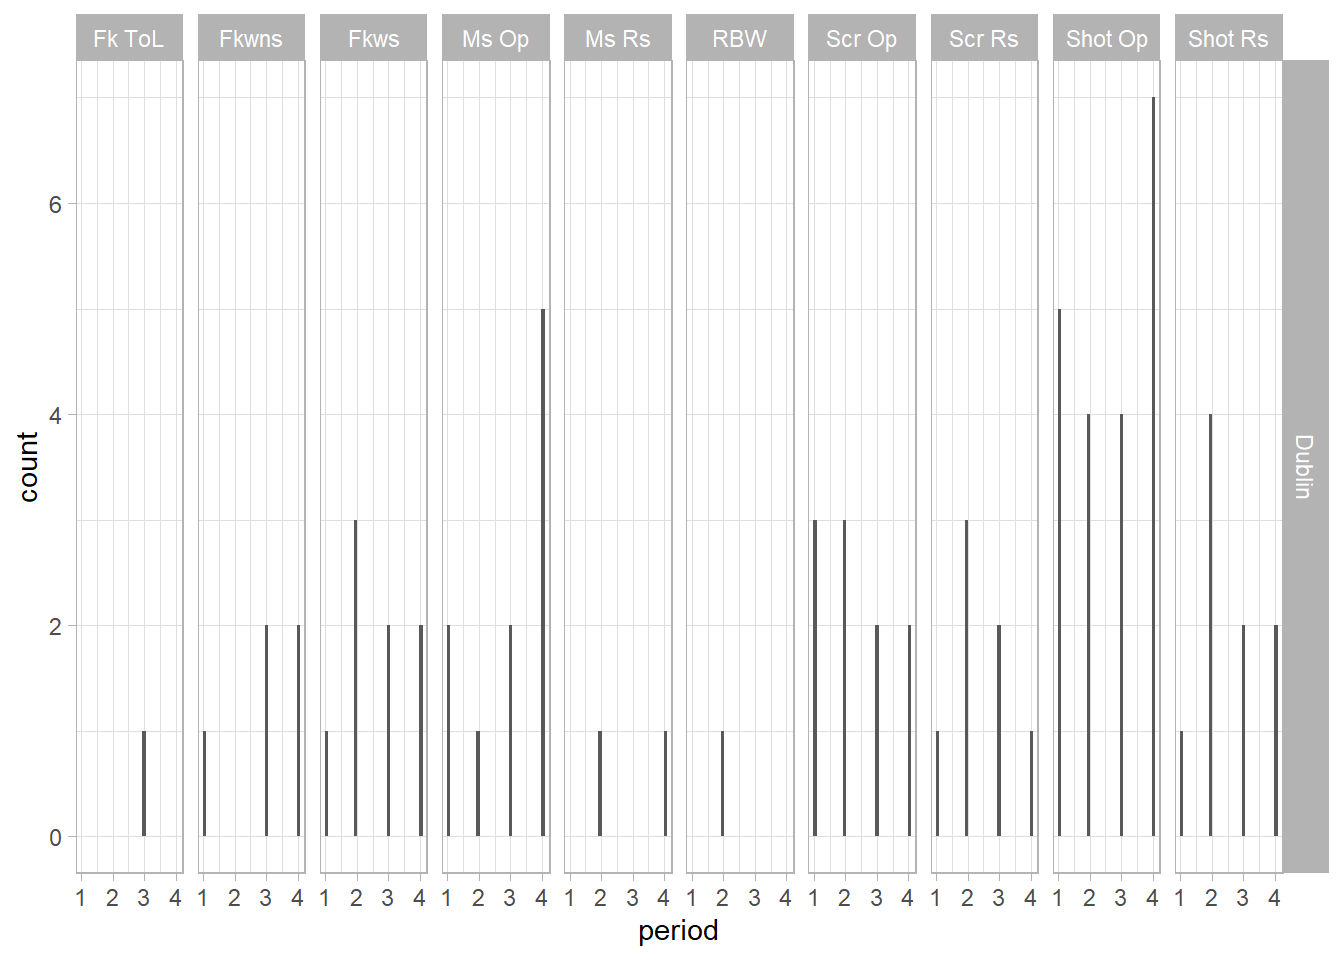 Fk ToL Fkwns Fkws Ms Op Ms Rs RBW Scr Op Scr Rs Shot Op Shot Rs
6
4
2
0
count
Dublin
1 2 3 4 1 2 3 4 1 2 3 4 1 2 3 4 1 2 3 4 1 2 3 4 1 2 3 4 1 2 3 4 1 2 3 4 1 2 3 4
period